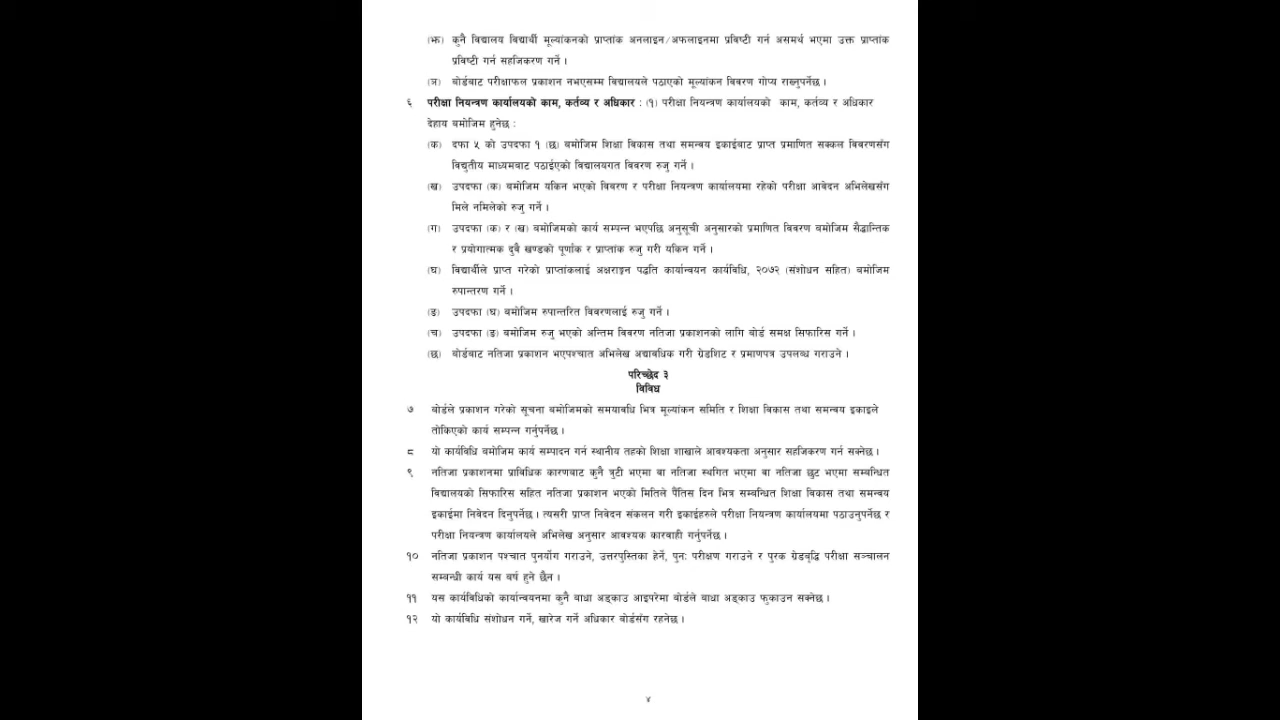 (झ) कुनै विद्यालय विद्यार्थी मूल्यांकनको प्राप्तांक अनलाइन/अफलाइनमा प्रविष्टी गर्न असमर्थ भएमा उक्त प्राप्तांक
प्रविष्टी गर्न सहजिकरण गर्ने ।
(ञ) बोर्डबाट परीक्षाफल प्रकाशन नभएसम्म विद्यालयले पठाएको मूल्यांकन विवरण गोप्य राख्नुपर्नेछ ।
६ परीक्षा नियन्त्रण कार्यालयको काम, कर्तव्य र अधिकार : (१) परीक्षा नियन्त्रण कार्यालयको काम, कर्तव्य र अधिकार
देहाय बमोजिम हुनेछ :
(क) दफा ५ को उपदफा १ (छ) बमोजिम शिक्षा विकास तथा समन्वय इकाईबाट प्राप्त प्रमाणित सक्कल विवरणसँग
विद्युतीय माध्यमबाट पठाईएको विद्यालयगत विवरण रुजु गर्ने ।
(ख) उपदफा (क) बमोजिम यकिन भएको विवरण र परीक्षा नियन्त्रण कार्यालयमा रहेको परीक्षा आवेदन अभिलेखसँग
मिले नमिलेको रुजु गर्ने ।
(ग) उपदफा (क) र (ख) बमोजिमको कार्य सम्पन्न भएपछि अनुसूची अनुसारको प्रमाणित विवरण बमोजिम सैद्धान्तिक
र प्रयोगात्मक दुवै खण्डको पूर्णांक र प्राप्तांक रुजु गरी यकिन गर्ने ।
(घ) विद्यार्थीले प्राप्त गरेको प्राप्तांकलाई अक्षराङ्कन पद्धति कार्यान्वयन कार्यविधि, २०७२ (संशोधन सहित) बमोजिम
रुपान्तरण गर्ने ।
(ङ) उपदफा (घ) बमोजिम रुपान्तरित विवरणलाई रुजु गर्ने ।
(च) उपदफा (ङ) बमोजिम रुजु भएको अन्तिम विवरण नतिजा प्रकाशनको लागि बोर्ड समक्ष सिफारिस गर्ने ।
(छ) बोर्डबाट नतिजा प्रकाशन भएपश्चात अभिलेख अद्यावधिक गरी ग्रेडशिट र प्रमाणपत्र उपलब्ध गराउने ।
परिच्छेद ३
विविध
७ बोर्डले प्रकाशन गरेको सूचना बमोजिमको समयावधि भित्र मूल्यांकन समिति र शिक्षा विकास तथा समन्वय इकाइले
तोकिएको कार्य सम्पन्न गर्नुपर्नेछ ।
८ यो कार्यविधि बमोजिम कार्य सम्पादन गर्न स्थानीय तहको शिक्षा शाखाले आवश्यकता अनुसार सहजिकरण गर्न सक्नेछ ।
९ नतिजा प्रकाशनमा प्राविधिक कारणबाट कुनै त्रुटी भएमा वा नतिजा स्थगित भएमा वा नतिजा छुट भएमा सम्बन्धित
विद्यालयको सिफारिस सहित नतिजा प्रकाशन भएको मितिले पैंतिस दिन भित्र सम्बन्धित शिक्षा विकास तथा समन्वय
इकाईमा निवेदन दिनुपर्नेछ । त्यसरी प्राप्त निवेदन संकलन गरी इकाईहरुले परीक्षा नियन्त्रण कार्यालयमा पठाउनुपर्नेछ र
परीक्षा नियन्त्रण कार्यालयले अभिलेख अनुसार आवश्यक कारवाही गर्नुपर्नेछ ।
१० नतिजा प्रकाशन पश्चात पुनर्योग गराउने, उत्तरपुस्तिका हेर्ने, पुनः परीक्षण गराउने र पुरक ग्रेडबृद्धि परीक्षा सञ्चालन
सम्बन्धी कार्य यस बर्ष हुने छैन ।
११ यस कार्यविधिको कार्यान्वयनमा कुनै बाधा अड्काउ आइपरेमा बोर्डले बाधा अड्काउ फुकाउन सक्नेछ ।
१२ यो कार्यविधि संशोधन गर्ने, खारेज गर्ने अधिकार बोर्डसँग रहनेछ ।
४